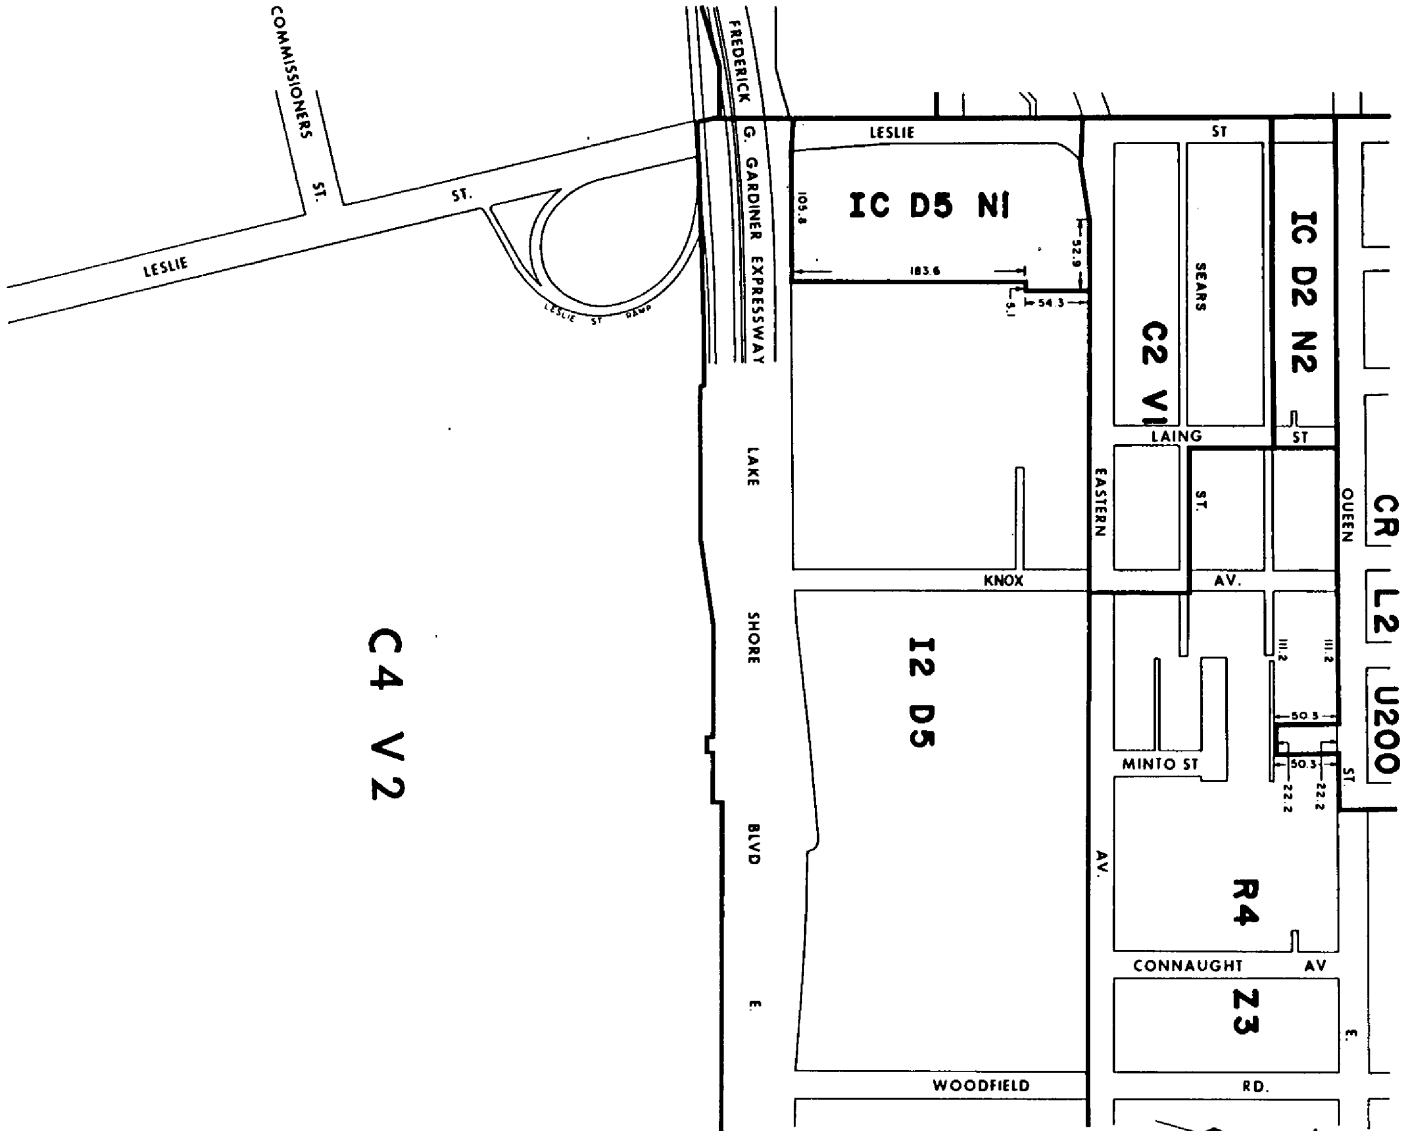 COMMISSIONERS
ST.
FREDERICK G. GARDINER EXPRESSWAY
LESLIE ST
LESLIE ST.
LESLIE ST RAMP
105.8
IC D5 N1
52.9
183.6
5.1
54.3
SEARS ST.
IC D2 N2
C2 V1
LAING ST
EASTERN AV.
QUEEN ST. E.
CR L2 U200
KNOX AV.
LAKE SHORE BLVD E.
C4 V2
I2 D5
111.2
111.2
50.3
50.3
22.2
22.2
MINTO ST
R4 Z3
CONNAUGHT AV
WOODFIELD RD.